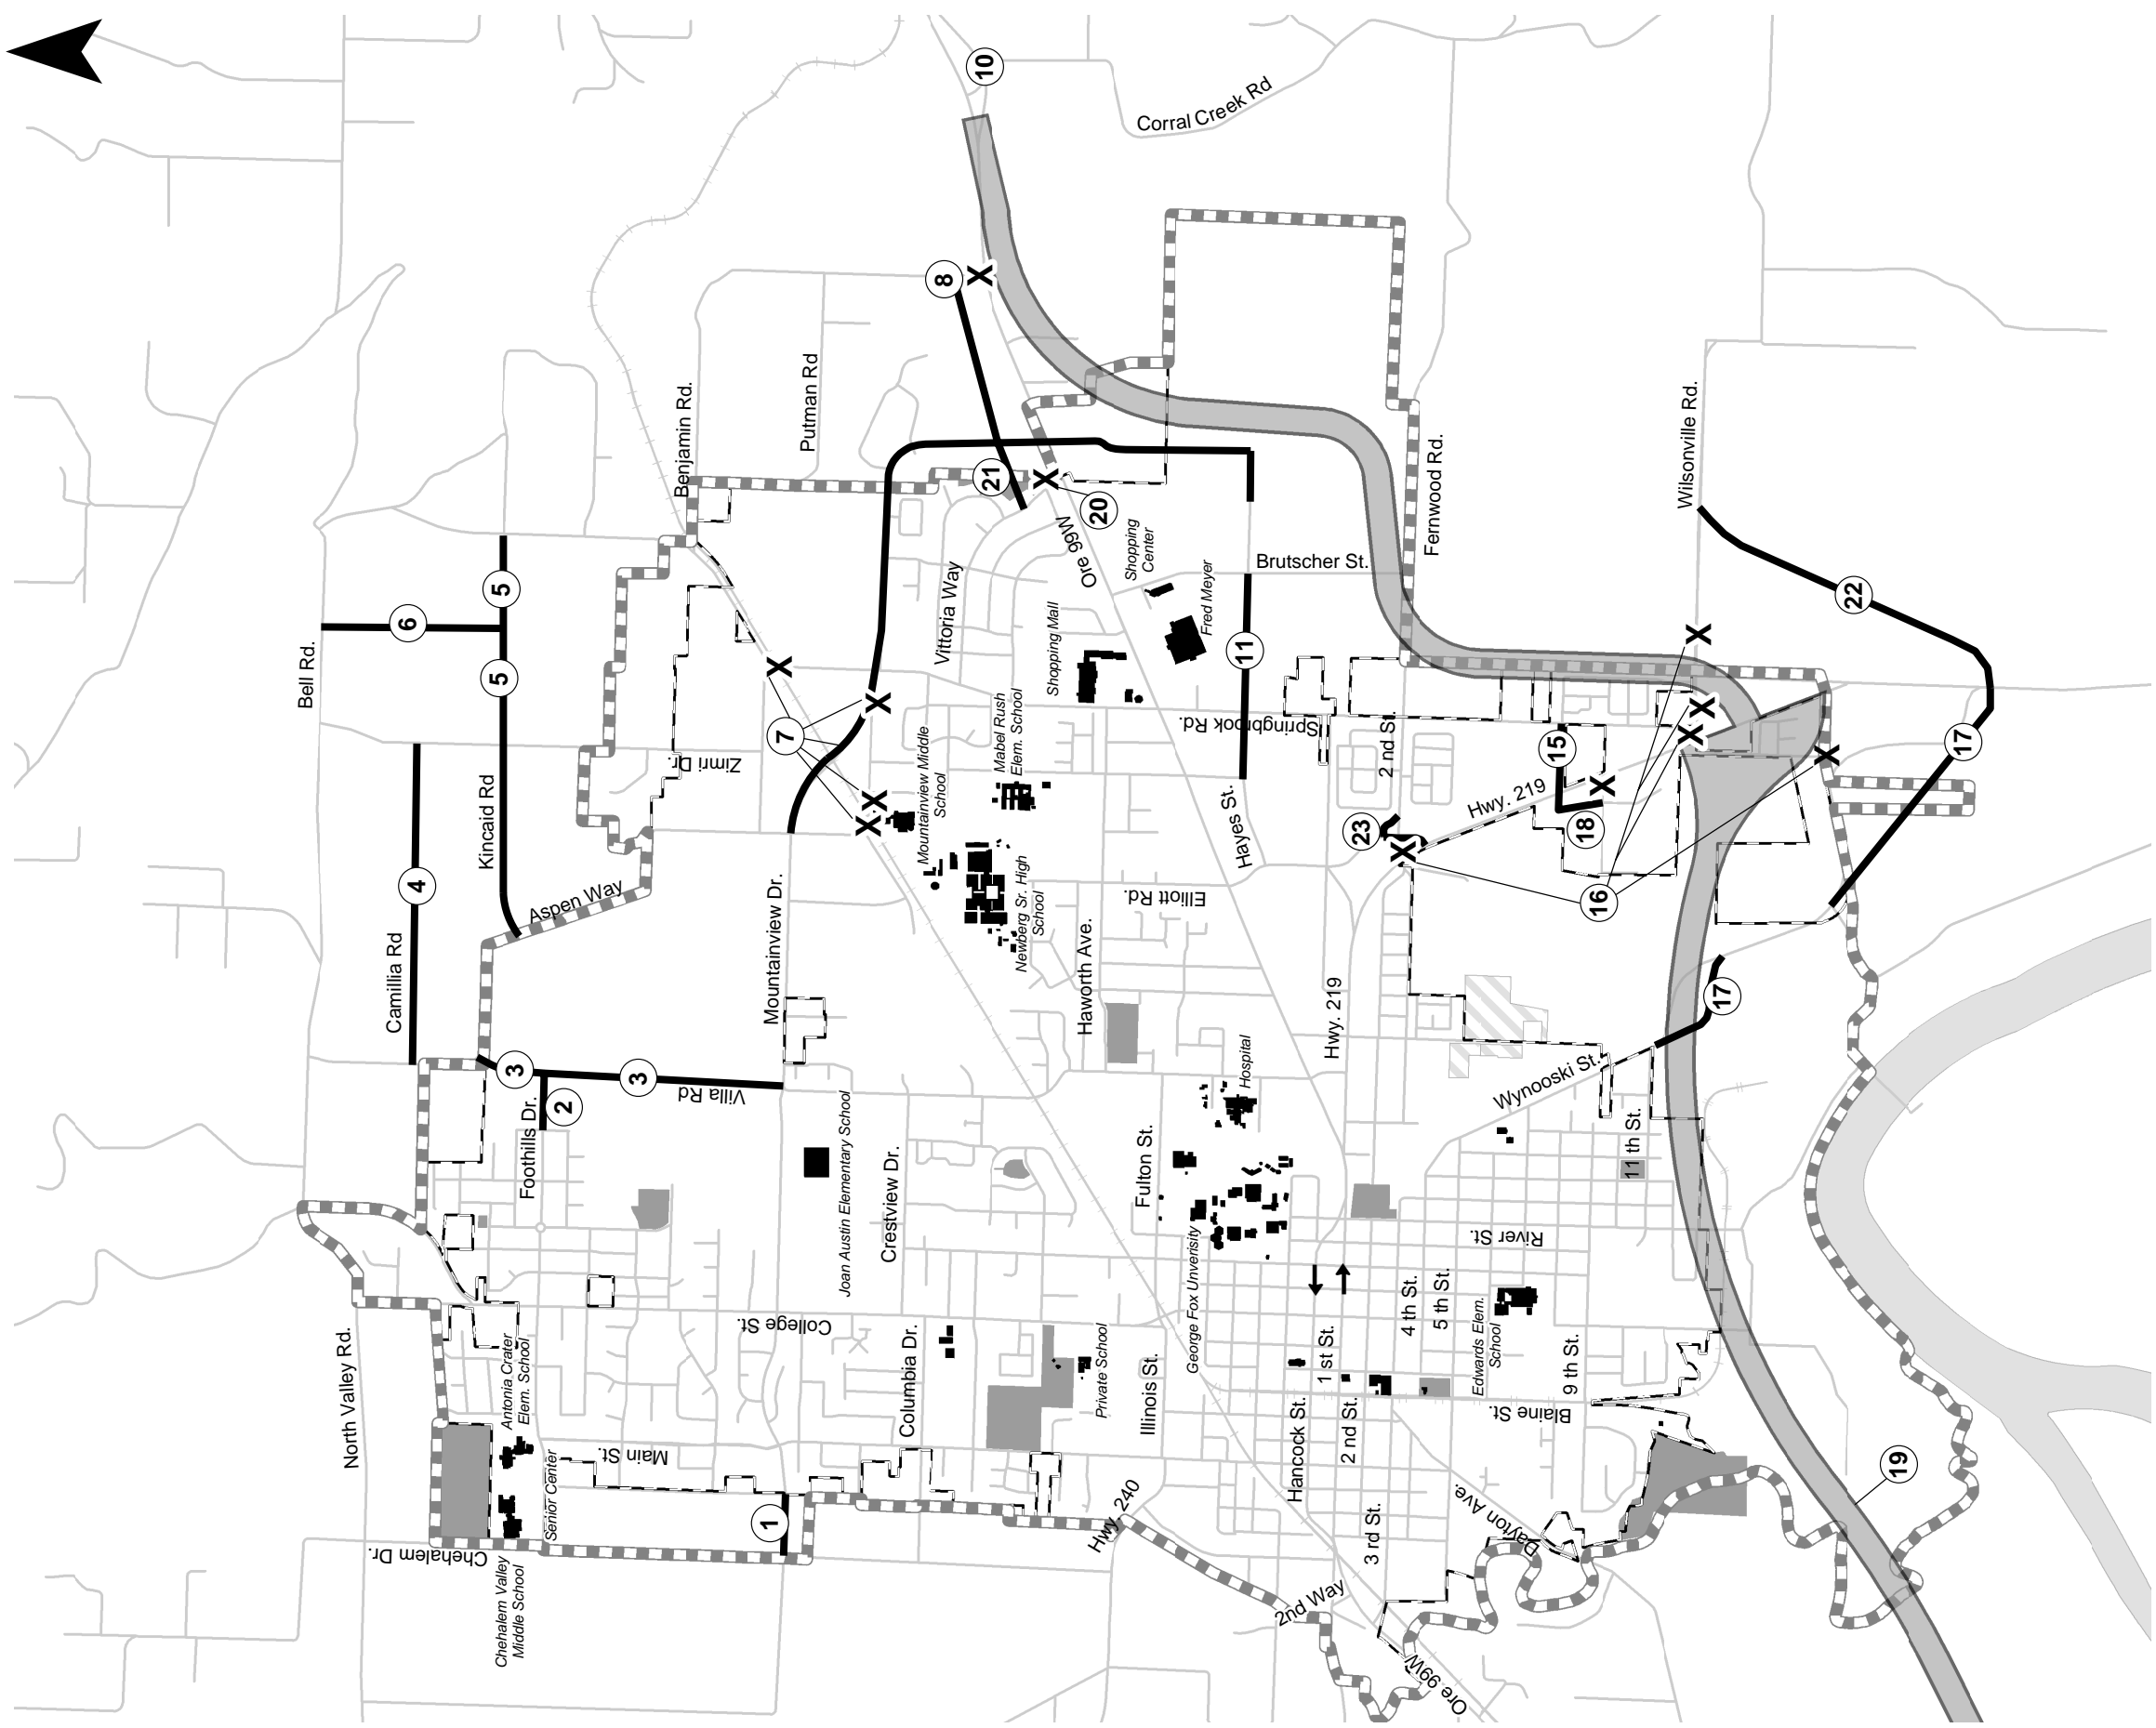 10
Corral Creek Rd
8
Benjamin Rd.
Putman Rd
Fernwood Rd.
Wilsonville Rd.
21
20
Ore 99W
Shopping
Center
Brutscher St.
Fred Meyer
Shopping Mall
Vittoria Way
5
6
5
Bell Rd.
11
22
Springbrook Rd.
2 nd St.
7
Zimri Dr.
15
17
Mabel Rush
Elem. School
Mountainview Middle
School
Hwy. 219
18
23
16
Hayes St.
Kincaid Rd
4
Aspen Way
Elliott Rd.
Newberg Sr. High
School
Mountainview Dr.
Camillia Rd
Haworth Ave.
Hwy. 219
17
3
3
2
Villa Rd
Foothills Dr.
Hospital
Wynooski St.
11 th St.
Joan Austin Elementary School
Crestview Dr.
Fulton St.
River St.
George Fox Unverisity
College St.
4 th St.
5 th St.
Edwards Elem.
School
9 th St.
1 st St.
Columbia Dr.
Private School
Illinois St.
North Valley Rd.
Antonia Crater
Elem. School
Main St.
Blaine St.
Hancock St.
2 nd St.
19
Senior Center
1
Hwy. 240
3 rd St.
Dayton Ave.
Chehalem Dr.
Chehalem Valley
Middle School
2nd Way
Ore 99W
X
X
X
X
X
X
X
X
X
X
X
X